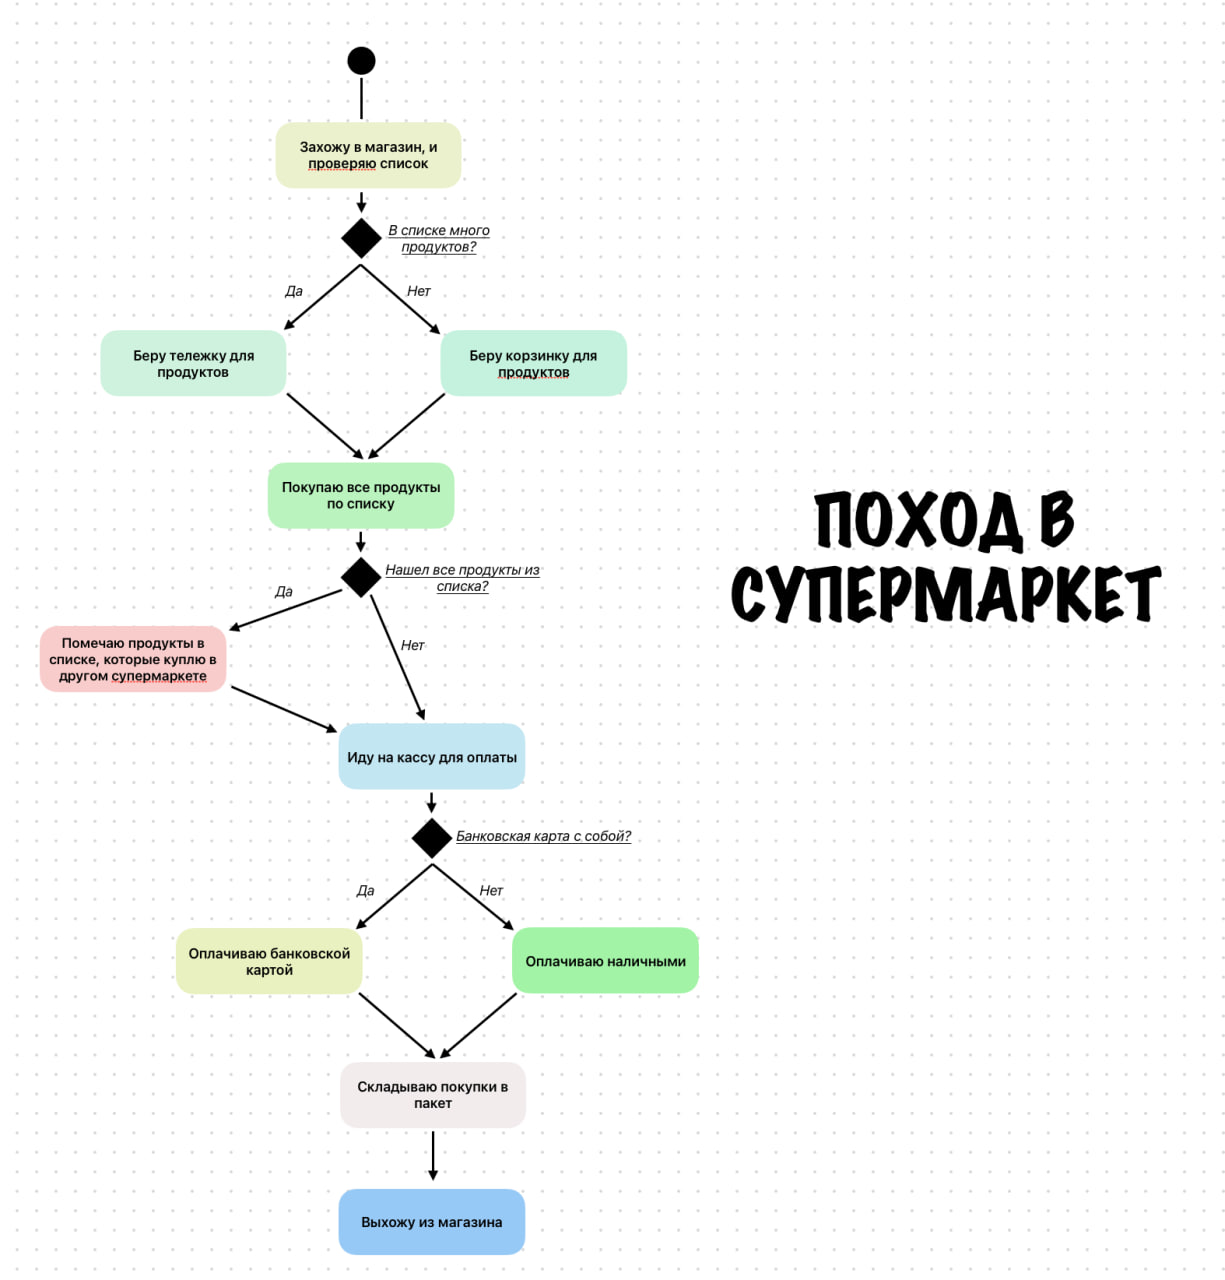 Захожу в магазин, и
проверяю список
В списке много
продуктов?
Да
Нет
Беру тележку для
продуктов
Беру корзинку для
продуктов
Покупаю все продукты
по списку
ПОХОД В
СУПЕРМАРКЕТ
Нашел все продукты из
списка?
Да
Нет
Помечаю продукты в
списке, которые куплю в
другом супермаркете
Иду на кассу для оплаты
Банковская карта с собой?
Да
Нет
Оплачиваю банковской
картой
Оплачиваю наличными
Складываю покупки в
пакет
Выхожу из магазина